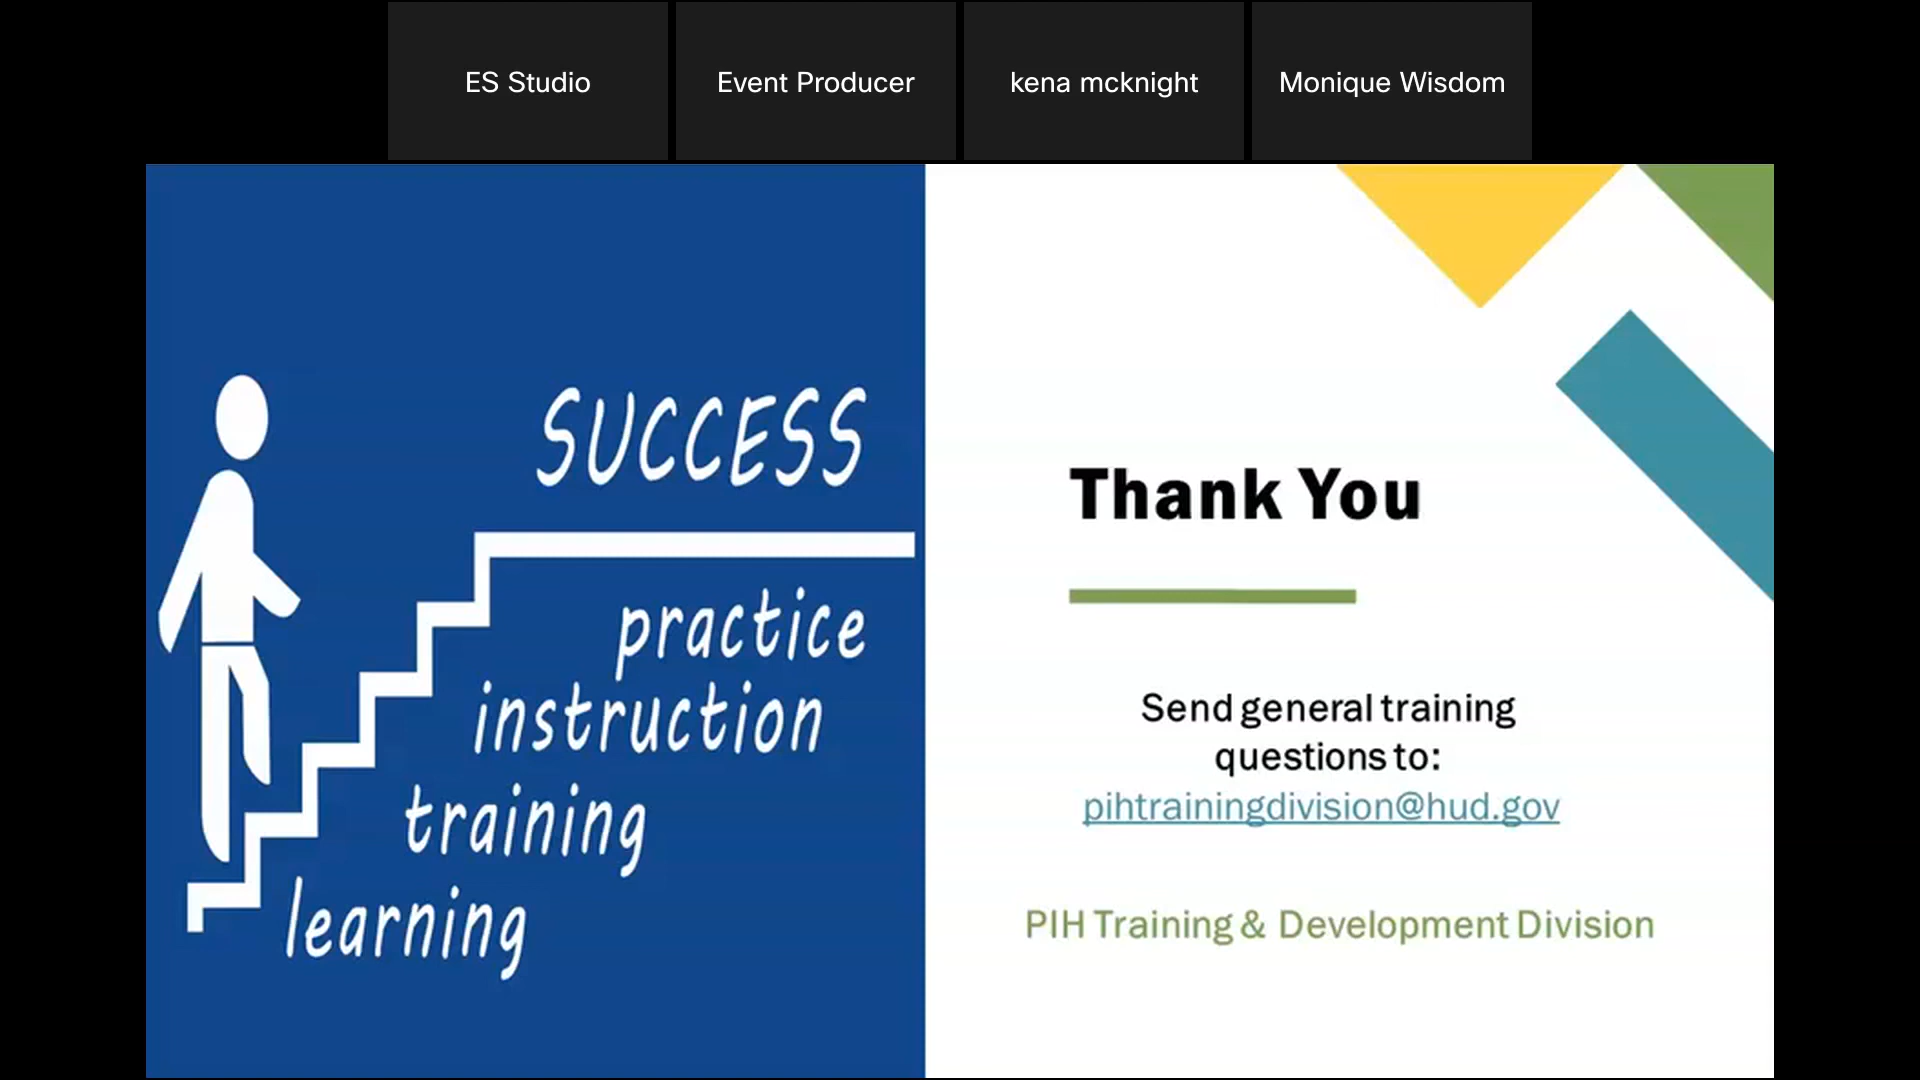 ES Studio
Event Producer
kena mcknight
Monique Wisdom
SUCCESS
practice
instruction
training
learning
Thank You
Send general training
questions to:
pihtrainingdivision@hud.gov
PIH Training & Development Division